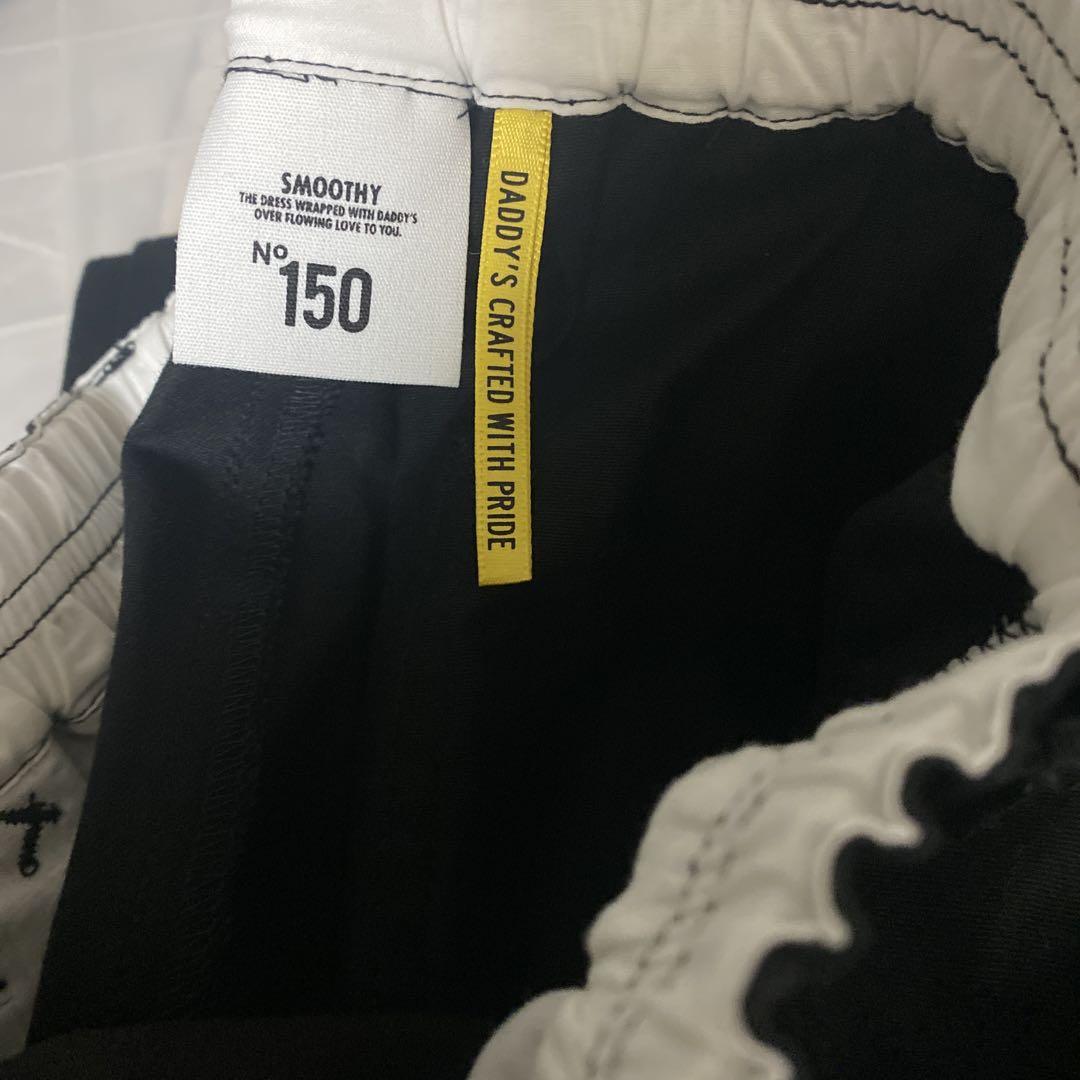 SMOOTHY
THE DRESS WRAPPED WITH DADDY'S
OVER FLOWING LOVE TO YOU.
Nº150
DADDY'S CRAFTED WITH PRIDE